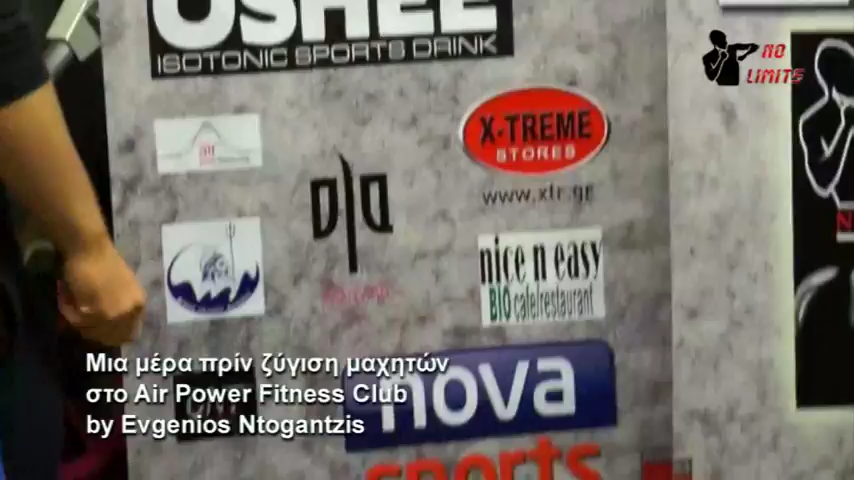 OSHEE
ISOTONIC SPORTS DRINK
NO
LIMITS
X-TREME
STORES
www.xtr.gr
nice n easy
BIO cafe/restaurant
nova
sports
Μια μέρα πρίν ζύγιση μαχητών
στο Air Power Fitness Club
by Evgenios Ntogantzis
N